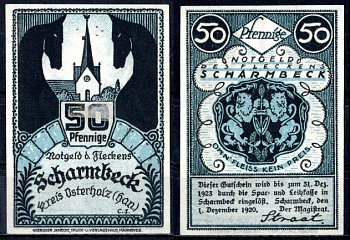 50
Pfennige
Notgeld d. Fleckens
Scharmbeck
Kreis Osterholz (Han)
50 Pfennige 50
NOTGELD
DES FLECKENS
SCHARMBECK
OHN FLEISS KEIN PREIS
Dieser Gutschein wird bis zum 31. Dez.
1923 durch die Spar- und Leihkasse in
Scharmbeck eingelöst. Scharmbeck, den
1. Dezember 1920. Der Magistrat.